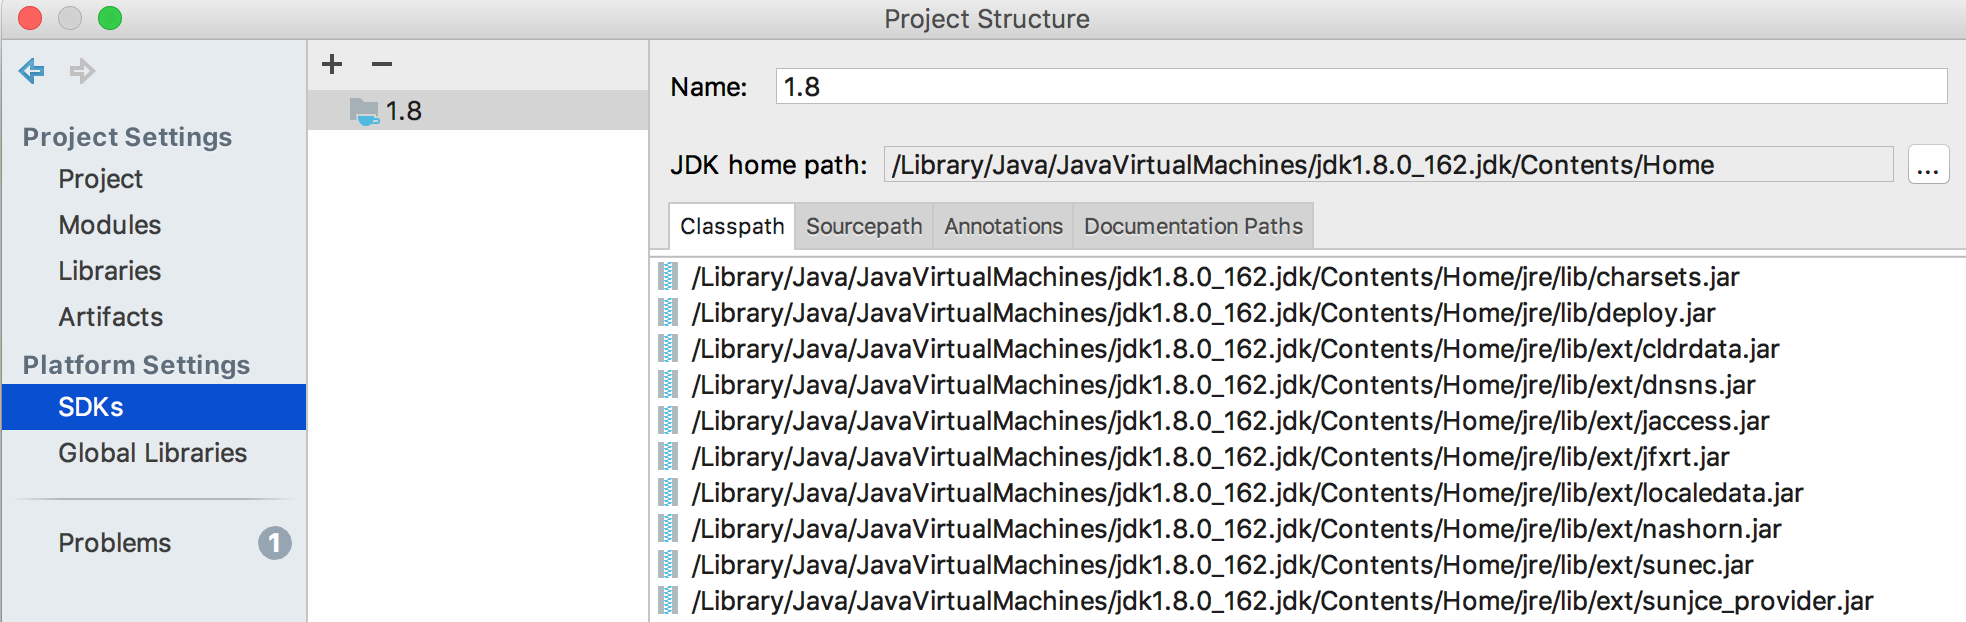 Project Structure
Project Settings
Project
Modules
Libraries
Artifacts
Platform Settings
SDKs
Global Libraries
Problems 1
1.8
Name: 1.8
JDK home path: /Library/Java/JavaVirtualMachines/jdk1.8.0_162.jdk/Contents/Home ...
Classpath Sourcepath Annotations Documentation Paths
/Library/Java/JavaVirtualMachines/jdk1.8.0_162.jdk/Contents/Home/jre/lib/charsets.jar
/Library/Java/JavaVirtualMachines/jdk1.8.0_162.jdk/Contents/Home/jre/lib/deploy.jar
/Library/Java/JavaVirtualMachines/jdk1.8.0_162.jdk/Contents/Home/jre/lib/ext/cldrdata.jar
/Library/Java/JavaVirtualMachines/jdk1.8.0_162.jdk/Contents/Home/jre/lib/ext/dnsns.jar
/Library/Java/JavaVirtualMachines/jdk1.8.0_162.jdk/Contents/Home/jre/lib/ext/jaccess.jar
/Library/Java/JavaVirtualMachines/jdk1.8.0_162.jdk/Contents/Home/jre/lib/ext/jfxrt.jar
/Library/Java/JavaVirtualMachines/jdk1.8.0_162.jdk/Contents/Home/jre/lib/ext/localedata.jar
/Library/Java/JavaVirtualMachines/jdk1.8.0_162.jdk/Contents/Home/jre/lib/ext/nashorn.jar
/Library/Java/JavaVirtualMachines/jdk1.8.0_162.jdk/Contents/Home/jre/lib/ext/sunec.jar
/Library/Java/JavaVirtualMachines/jdk1.8.0_162.jdk/Contents/Home/jre/lib/ext/sunjce_provider.jar